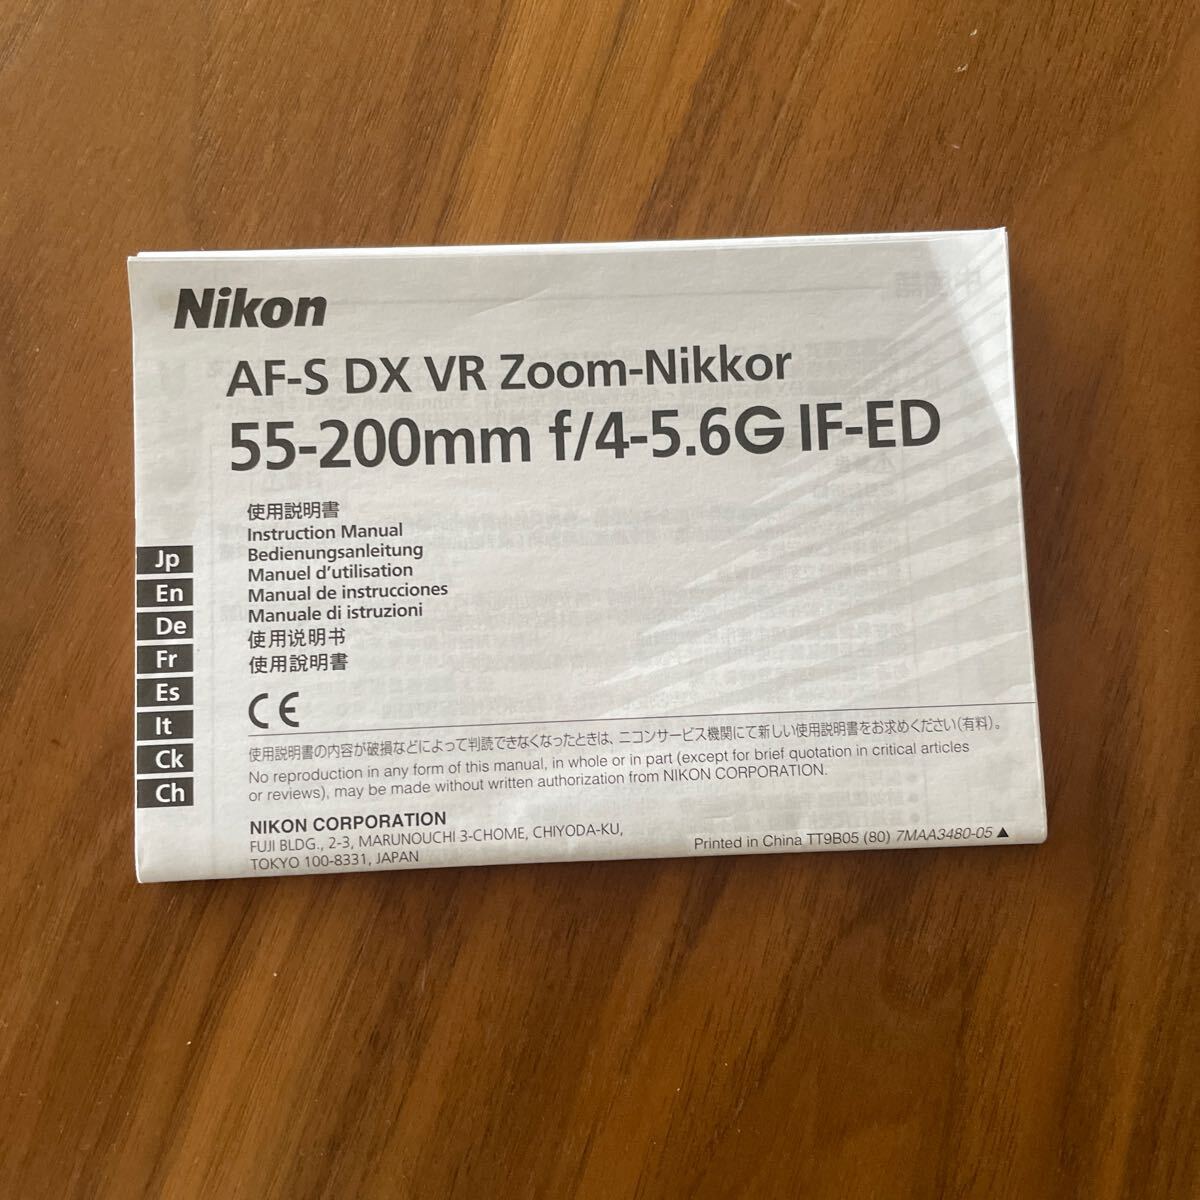 Nikon
AF-S DX VR Zoom-Nikkor
55-200mm f/4-5.6G IF-ED
使用説明書
Instruction Manual
Bedienungsanleitung
Manuel d'utilisation
Manual de instrucciones
Manuale di istruzioni
使用说明书
使用說明書
Jp
En
De
Fr
Es
It
Ck
Ch
CE
使用説明書の内容が破損などによって判読できなくなったときは、ニコンサービス機関にて新しい使用説明書をお求めください(有料)。
No reproduction in any form of this manual, in whole or in part (except for brief quotation in critical articles
or reviews), may be made without written authorization from NIKON CORPORATION.
NIKON CORPORATION
FUJI BLDG., 2-3, MARUNOUCHI 3-CHOME, CHIYODA-KU,
TOKYO 100-8331, JAPAN
Printed in China TT9B05 (80) 7MAA3480-05 ▲